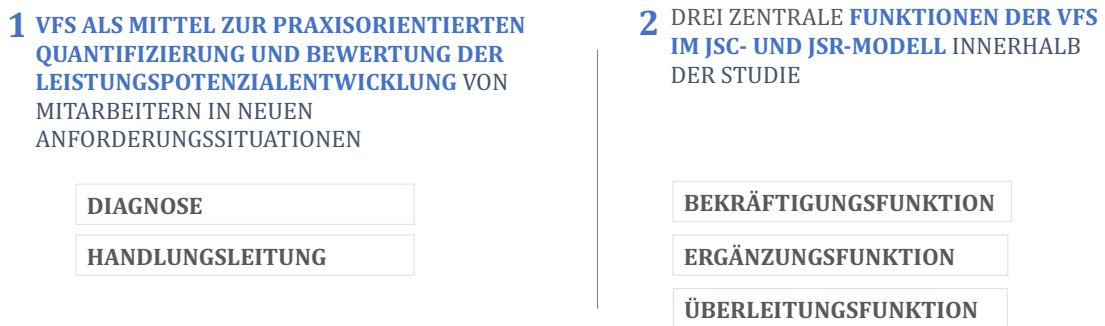 1 VFS ALS MITTEL ZUR PRAXISORIENTIERTEN
QUANTIFIZIERUNG UND BEWERTUNG DER
LEISTUNGSPOTENZIALENTWICKLUNG VON
MITARBEITERN IN NEUEN
ANFORDERUNGSSITUATIONEN
DIAGNOSE
HANDLUNGSLEITUNG
2 DREI ZENTRALE FUNKTIONEN DER VFS
IM JSC- UND JSR-MODELL INNERHALB
DER STUDIE
BEKRÄFTIGUNGSFUNKTION
ERGÄNZUNGSFUNKTION
ÜBERLEITUNGSFUNKTION